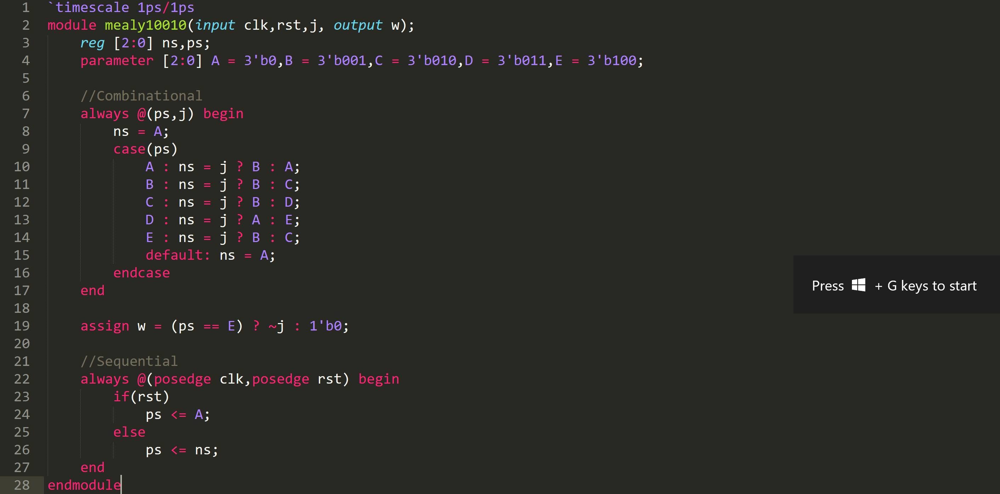 1 `timescale 1ps/1ps
2 module mealy10010(input clk,rst,j, output w);
3 reg [2:0] ns,ps;
4 parameter [2:0] A = 3'b0,B = 3'b001,C = 3'b010,D = 3'b011,E = 3'b100;
5
6 //Combinational
7 always @(ps,j) begin
8 ns = A;
9 case(ps)
10 A : ns = j ? B : A;
11 B : ns = j ? B : C;
12 C : ns = j ? B : D;
13 D : ns = j ? A : E;
14 E : ns = j ? B : C;
15 default: ns = A;
16 endcase
17 end
18
19 assign w = (ps == E) ? ~j : 1'b0;
20
21 //Sequential
22 always @(posedge clk,posedge rst) begin
23 if(rst)
24 ps <= A;
25 else
26 ps <= ns;
27 end
28 endmodule
Press + G keys to start